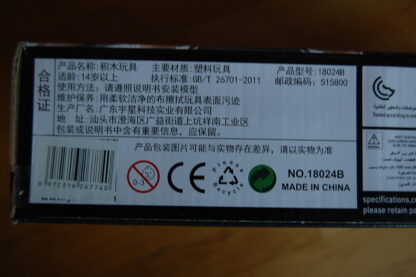 合格证
产品名称：积木玩具 主要材质：塑料玩具 产品型号：18024B
适龄：14岁以上 执行标准：GB/T 26701-2011 邮政编码：515800
使用方法：请遵照说明书安装模型
维护保养：用柔软洁净的布擦拭玩具表面污迹
生产厂名：广东宇星科技实业有限公司
地 址：汕头市澄海区广益街道上坑祥南工业区
包装或说明书中含有重要信息，应保留。
产品包装图片可能与实物存在差异，请以实物为准
0-3
CE
Please Recycle
NO.18024B
MADE IN CHINA
6 972316 267740
G
Tested according to
specifications, c
retain pa